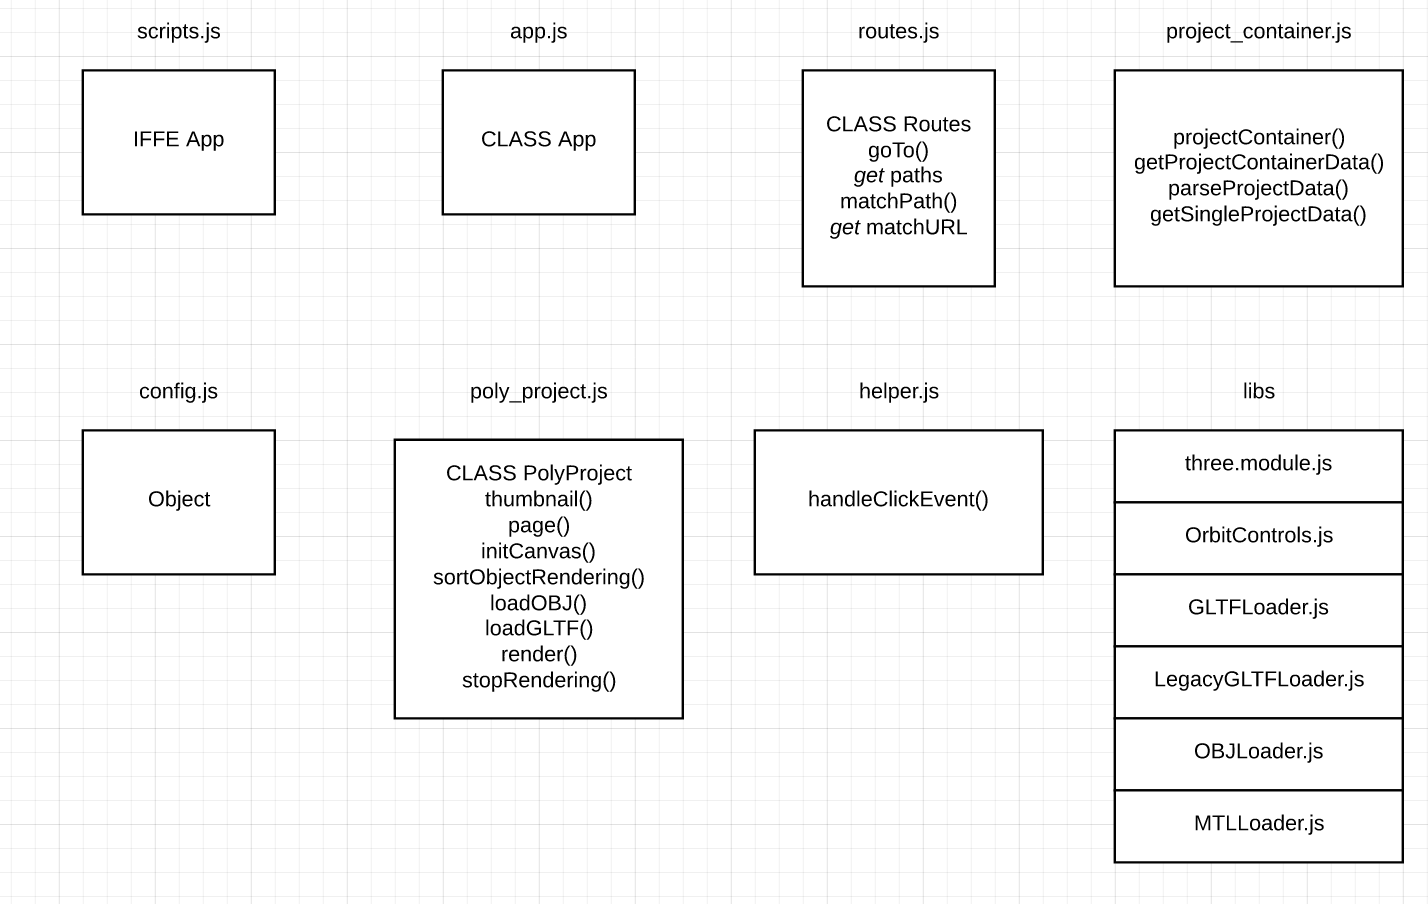 scripts.js
IFFE App
app.js
CLASS App
routes.js
CLASS Routes
goTo()
get paths
matchPath()
get matchURL
project_container.js
projectContainer()
getProjectContainerData()
parseProjectData()
getSingleProjectData()
config.js
Object
poly_project.js
CLASS PolyProject
thumbnail()
page()
initCanvas()
sortObjectRendering()
loadOBJ()
loadGLTF()
render()
stopRendering()
helper.js
handleClickEvent()
libs
three.module.js
OrbitControls.js
GLTFLoader.js
LegacyGLTFLoader.js
OBJLoader.js
MTLLoader.js